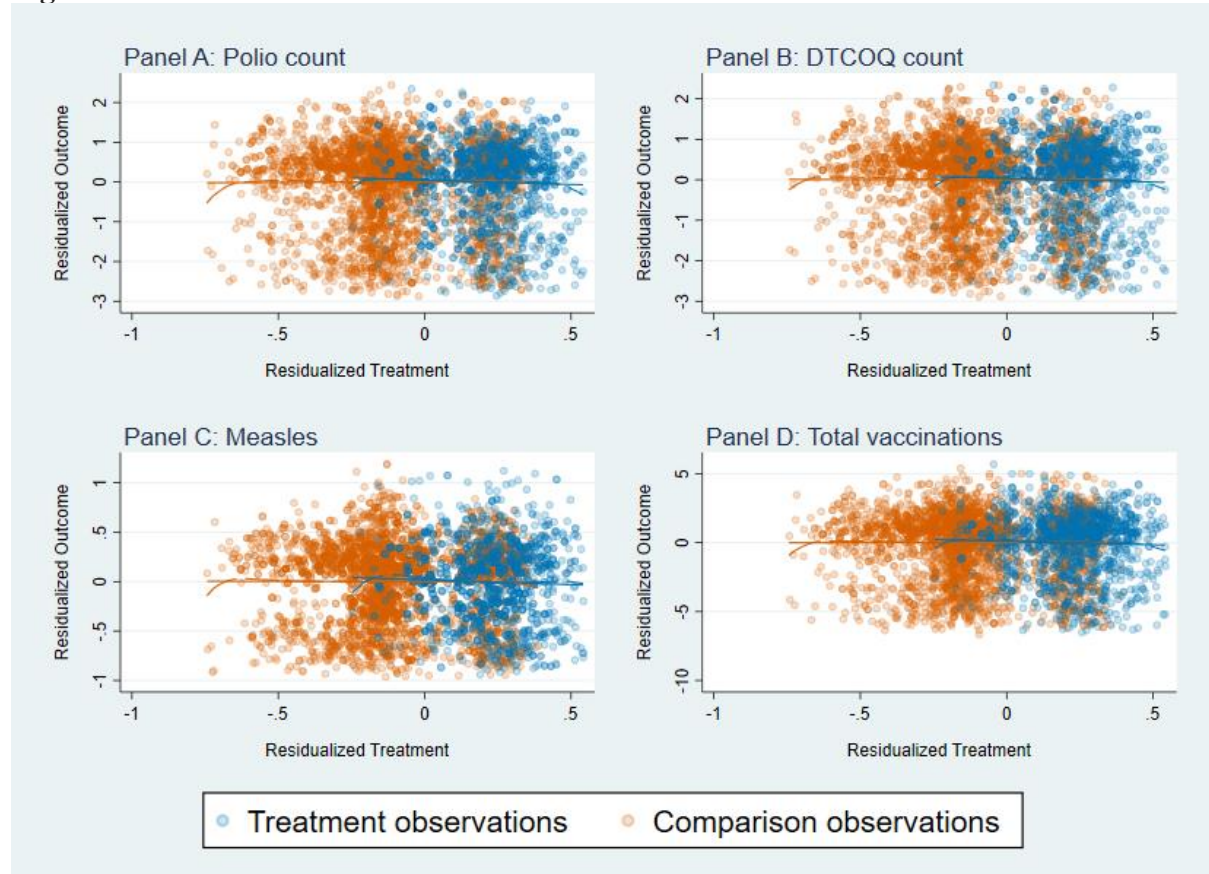 Panel A: Polio count
Residualized Outcome
2
1
0
-1
-2
-3
-1
-.5
0
.5
Residualized Treatment
Panel B: DTCOQ count
Residualized Outcome
2
1
0
-1
-2
-3
-1
-.5
0
.5
Residualized Treatment
Panel C: Measles
Residualized Outcome
1
.5
0
-.5
-1
-1
-.5
0
.5
Residualized Treatment
Panel D: Total vaccinations
Residualized Outcome
5
0
-5
-10
-1
-.5
0
.5
Residualized Treatment
Treatment observations
Comparison observations